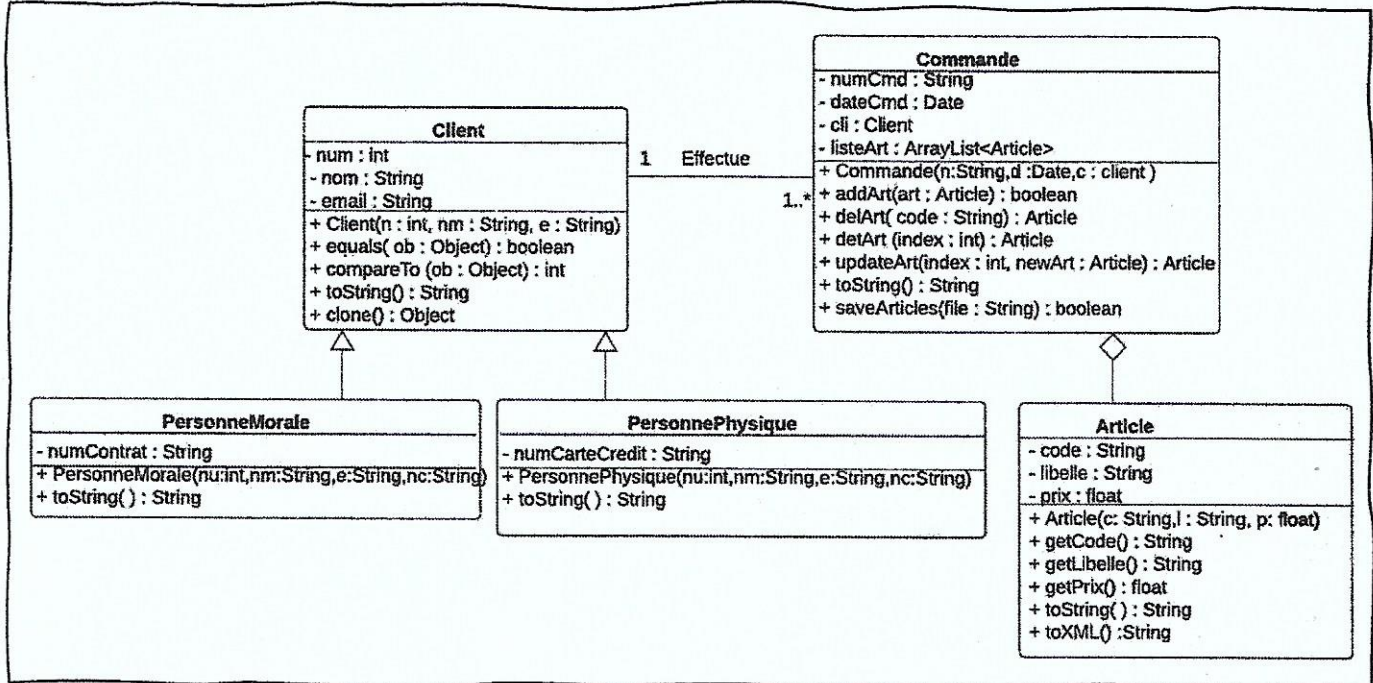 Client
- num : int
- nom : String
- email : String
+ Client(n : int, nm : String, e : String)
+ equals( ob : Object) : boolean
+ compareTo (ob : Object) : int
+ toString() : String
+ clone() : Object
1 Effectue
1..*
Commande
- numCmd : String
- dateCmd : Date
- cli : Client
- listeArt : ArrayList<Article>
+ Commande(n:String,d :Date,c : client )
+ addArt(art : Article) : boolean
+ delArt( code : String) : Article
+ detArt (index : int) : Article
+ updateArt(index : int, newArt : Article) : Article
+ toString() : String
+ saveArticles(file : String) : boolean
PersonneMorale
- numContrat : String
+ PersonneMorale(nu:int,nm:String,e:String,nc:String)
+ toString( ) : String
PersonnePhysique
- numCarteCredit : String
+ PersonnePhysique(nu:int,nm:String,e:String,nc:String)
+ toString( ) : String
Article
- code : String
- libelle : String
- prix : float
+ Article(c: String,l : String, p: float)
+ getCode() : String
+ getLibelle() : String
+ getPrix() : float
+ toString( ) : String
+ toXML() :String